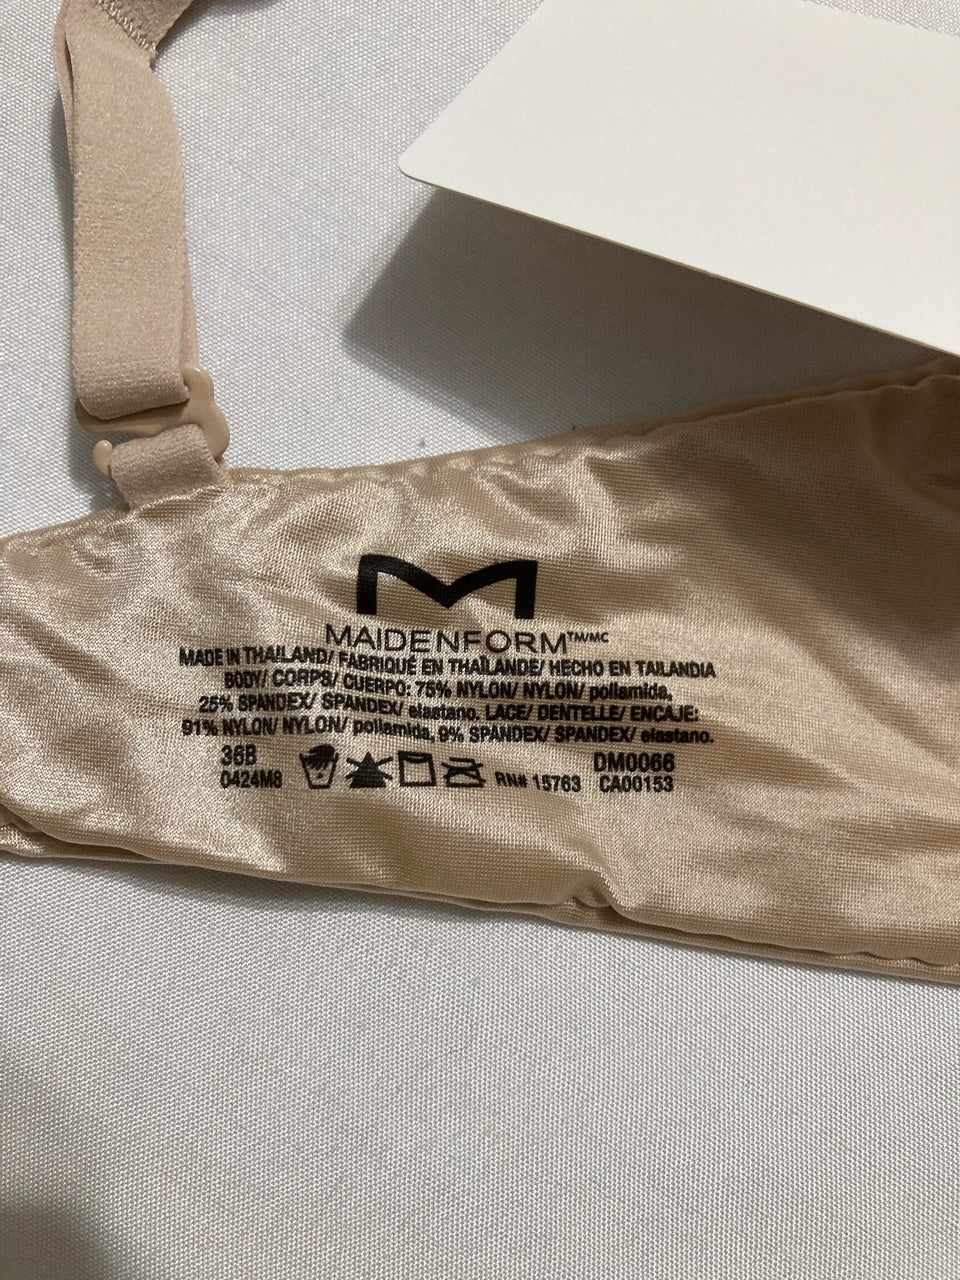 MAIDENFORM™/MC
MADE IN THAILAND/ FABRIQUÉ EN THAÏLANDE/ HECHO EN TAILANDIA
BODY/ CORPS/ CUERPO: 75% NYLON/ NYLON/ poliamida,
25% SPANDEX/ SPANDEX/ elastano. LACE/ DENTELLE/ ENCAJE:
91% NYLON/ NYLON/ poliamida, 9% SPANDEX/ SPANDEX/ elastano.
36B DM0066
0424M8 RN# 15763 CA00153